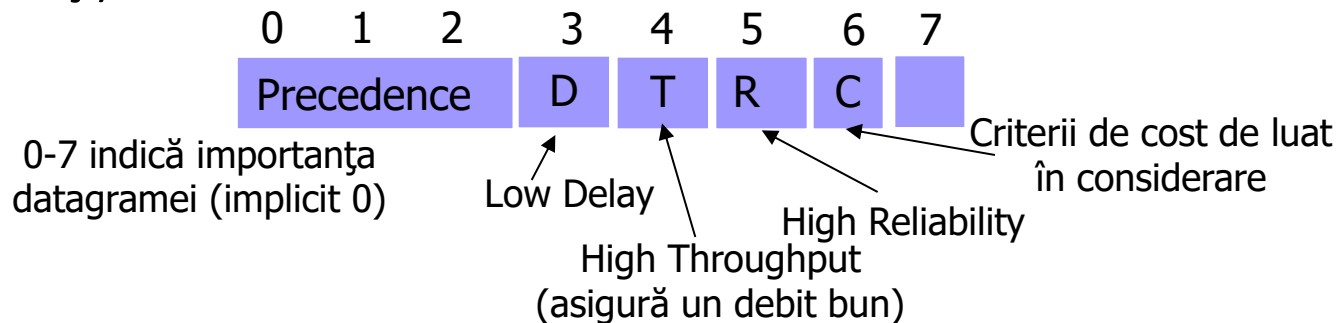 0 1 2 3 4 5 6 7
Precedence D T R C
0-7 indică importanţa
datagramei (implicit 0)
Low Delay
High Throughput
(asigură un debit bun)
High Reliability
Criterii de cost de luat
în considerare